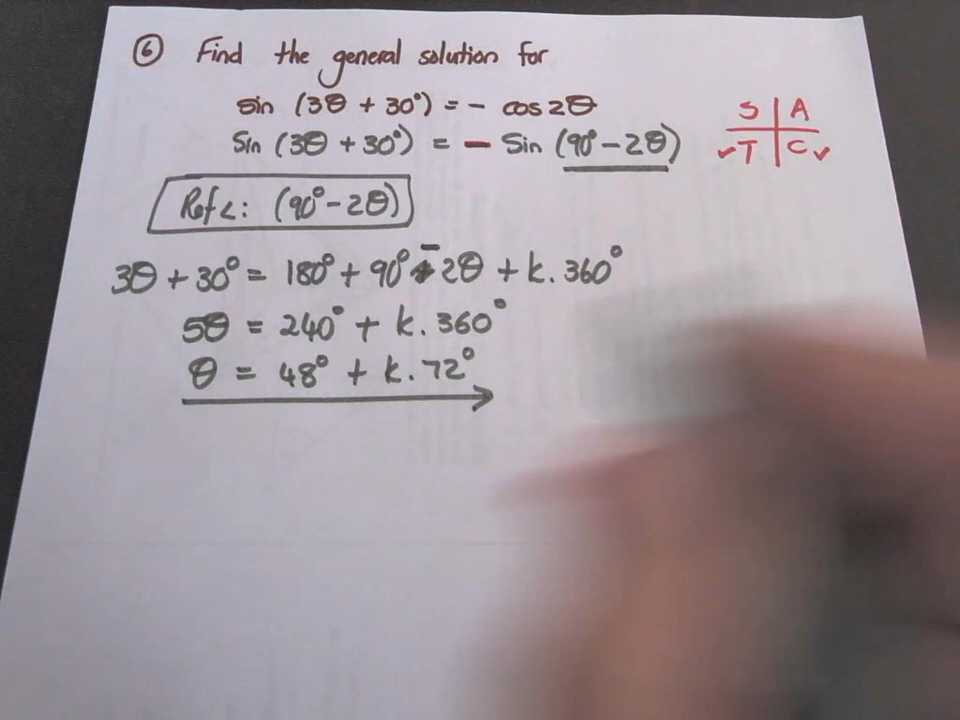 ⑥ Find the general solution for
sin (3θ + 30°) = - cos 2θ
S A
Sin (3θ + 30°) = - Sin (90° - 2θ)
✓T C✓
Ref∠: (90° - 2θ)
3θ + 30° = 180° + 90° - 2θ + k. 360°
5θ = 240° + k. 360°
θ = 48° + k. 72°